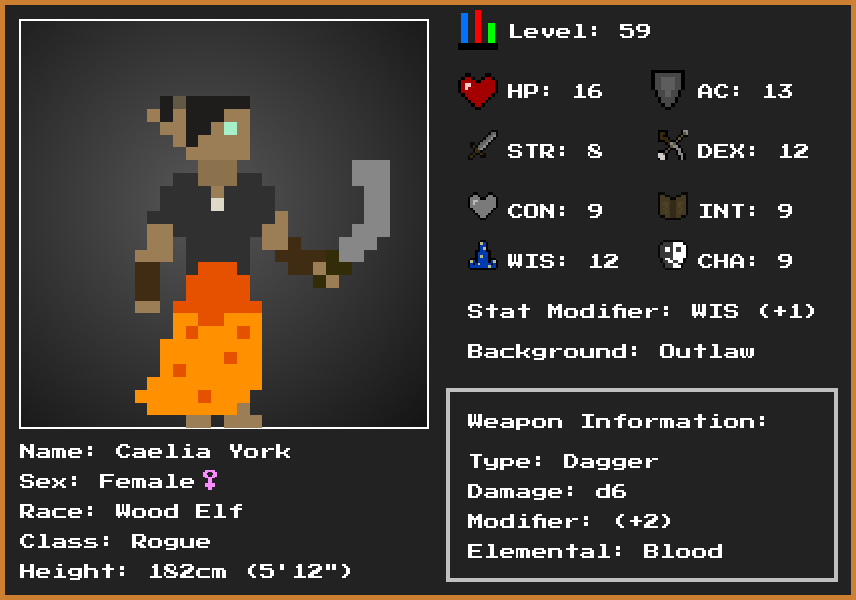 Level: 59
HP: 16
AC: 13
STR: 8
DEX: 12
CON: 9
INT: 9
WIS: 12
CHA: 9
Stat Modifier: WIS (+1)
Background: Outlaw
Name: Caelia York
Sex: Female♀
Race: Wood Elf
Class: Rogue
Height: 182cm (5'12")
Weapon Information:
Type: Dagger
Damage: d6
Modifier: (+2)
Elemental: Blood